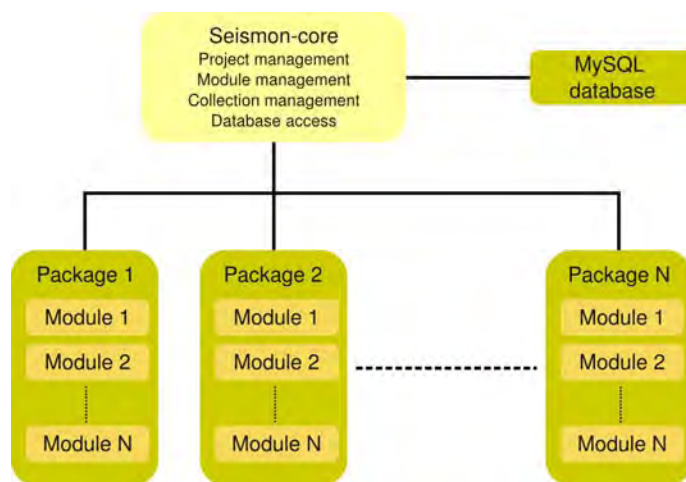 Seismon-core
Project management
Module management
Collection management
Database access
MySQL
database
Package 1
Module 1
Module 2
Module N
Package 2
Module 1
Module 2
Module N
Package N
Module 1
Module 2
Module N